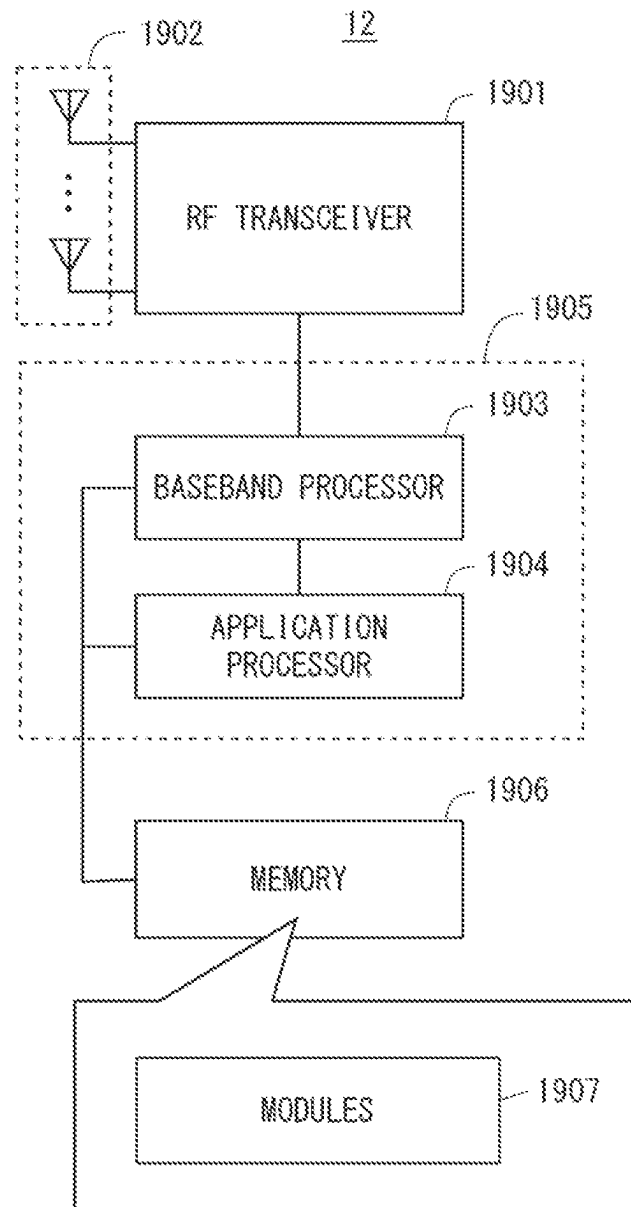 1902
12
1901
RF TRANSCEIVER
1905
1903
BASEBAND PROCESSOR
1904
APPLICATION
PROCESSOR
1906
MEMORY
MODULES
1907